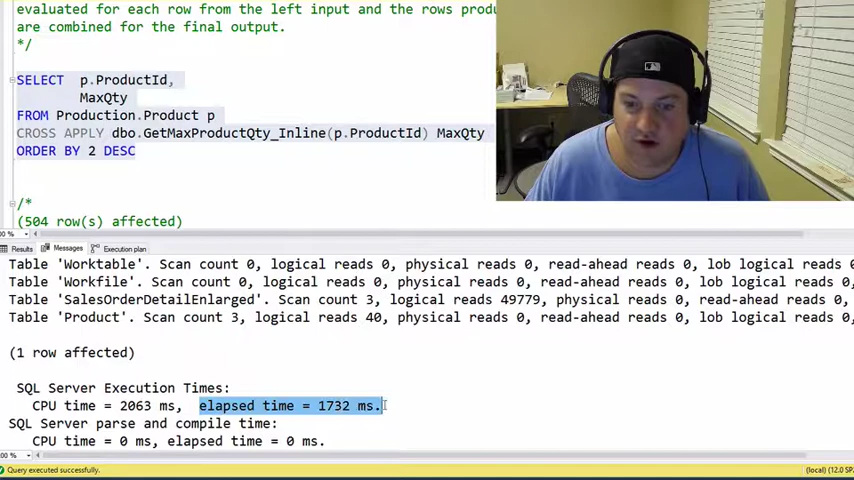 evaluated for each row from the left input and the rows
are combined for the final output.
*/
SELECT p.ProductId,
MaxQty
FROM Production.Product p
CROSS APPLY dbo.GetMaxProductQty_Inline(p.ProductId) MaxQty
ORDER BY 2 DESC
/*
(504 row(s) affected)
Results Messages Execution plan
Table 'Worktable'. Scan count 0, logical reads 0, physical reads 0, read-ahead reads 0, lob logical reads 0
Table 'Workfile'. Scan count 0, logical reads 0, physical reads 0, read-ahead reads 0, lob logical reads 0,
Table 'SalesOrderDetailEnlarged'. Scan count 3, logical reads 49779, physical reads 0, read-ahead reads 0,
Table 'Product'. Scan count 3, logical reads 40, physical reads 0, read-ahead reads 0, lob logical reads 0,
(1 row affected)
SQL Server Execution Times:
CPU time = 2063 ms, elapsed time = 1732 ms.
SQL Server parse and compile time:
CPU time = 0 ms, elapsed time = 0 ms.
Query executed successfully.
(local) (12.0